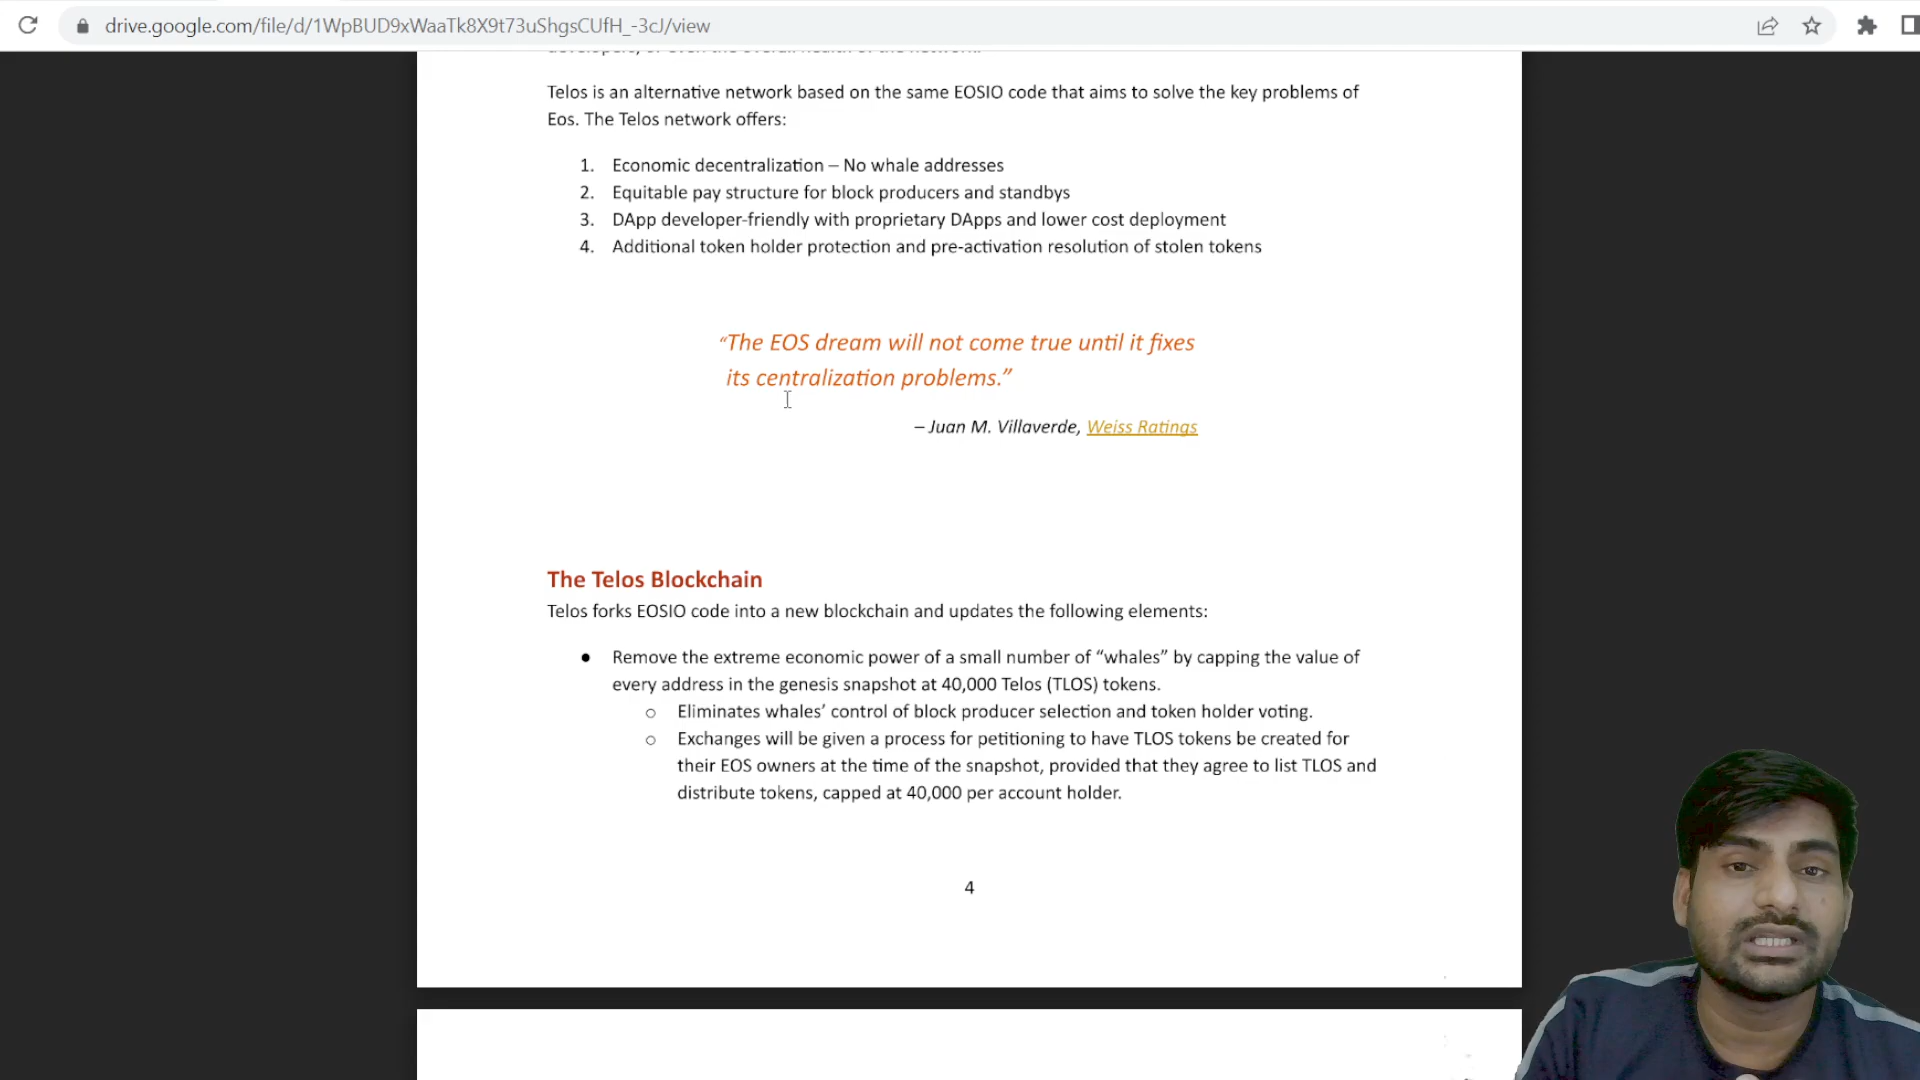 drive.google.com/file/d/1WpBUD9xWaaTk8X9t73uShgsCUfH_-3cJ/view
developers, or even the overall health of the network.
Telos is an alternative network based on the same EOSIO code that aims to solve the key problems of
Eos. The Telos network offers:
1. Economic decentralization – No whale addresses
2. Equitable pay structure for block producers and standbys
3. DApp developer-friendly with proprietary DApps and lower cost deployment
4. Additional token holder protection and pre-activation resolution of stolen tokens
“The EOS dream will not come true until it fixes
its centralization problems.”
– Juan M. Villaverde, Weiss Ratings
The Telos Blockchain
Telos forks EOSIO code into a new blockchain and updates the following elements:
● Remove the extreme economic power of a small number of “whales” by capping the value of
every address in the genesis snapshot at 40,000 Telos (TLOS) tokens.
○ Eliminates whales’ control of block producer selection and token holder voting.
○ Exchanges will be given a process for petitioning to have TLOS tokens be created for
their EOS owners at the time of the snapshot, provided that they agree to list TLOS and
distribute tokens, capped at 40,000 per account holder.
4